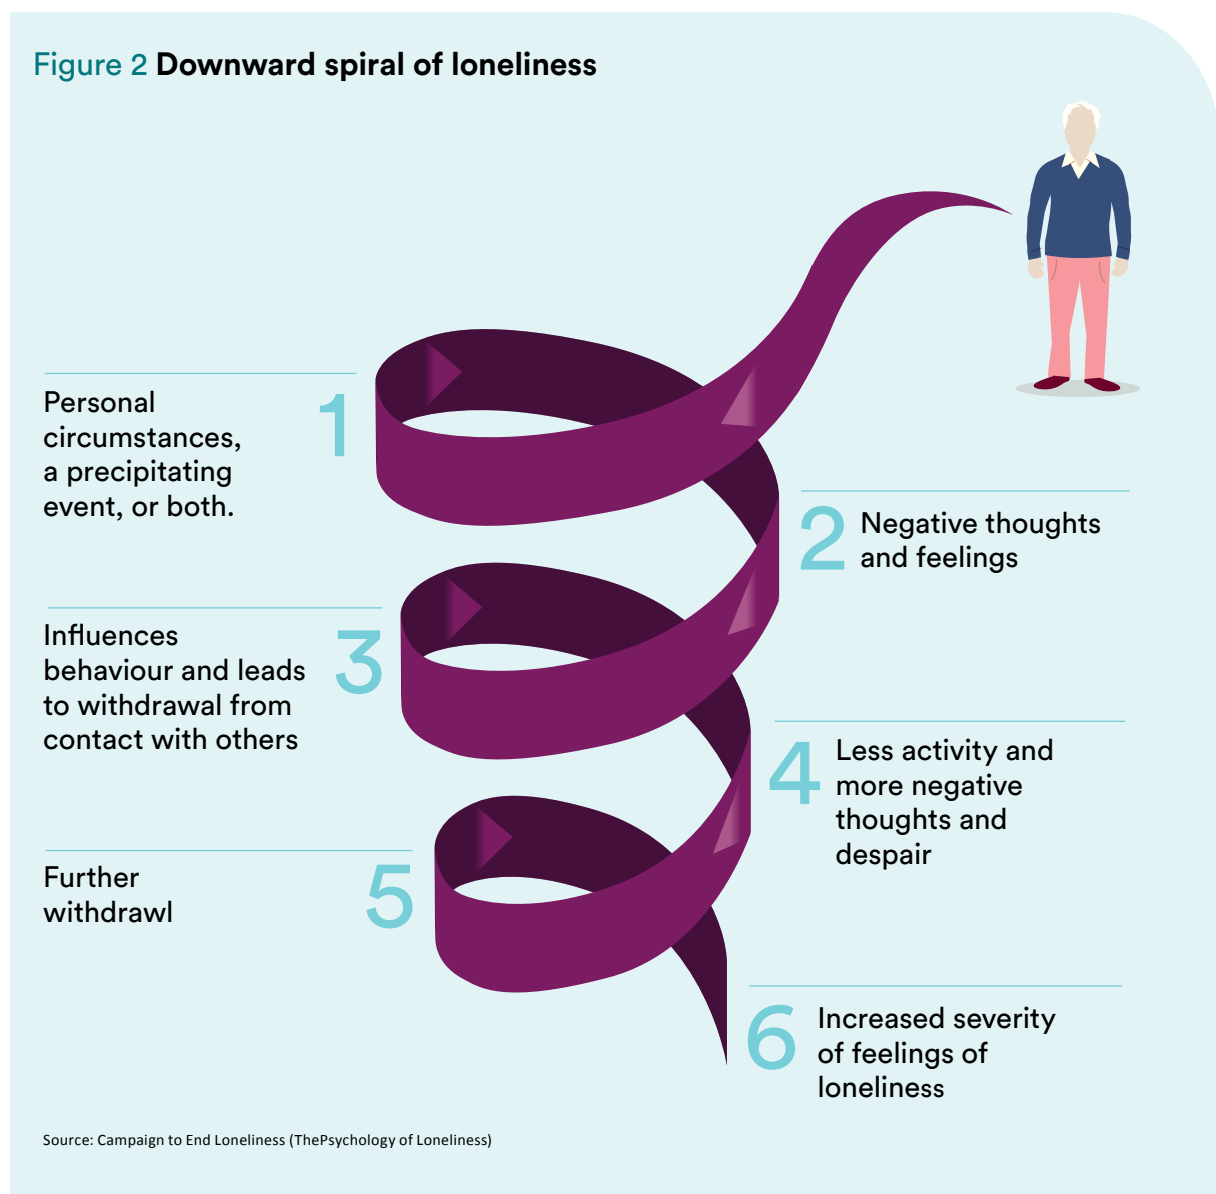 Figure 2 Downward spiral of loneliness
1
Personal
circumstances,
a precipitating
event, or both.
2
Negative thoughts
and feelings
3
Influences
behaviour and leads
to withdrawal from
contact with others
4
Less activity and
more negative
thoughts and
despair
5
Further
withdrawl
6
Increased severity
of feelings of
loneliness
Source: Campaign to End Loneliness (ThePsychology of Loneliness)